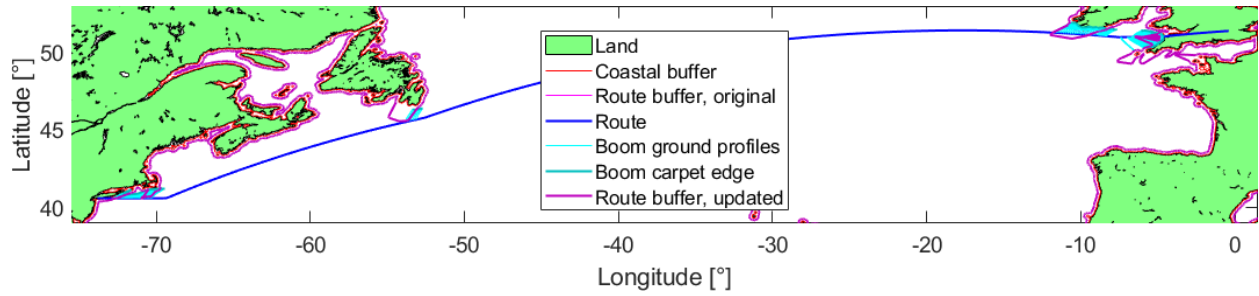 Latitude [°]
50
45
40
Land
Coastal buffer
Route buffer, original
Route
Boom ground profiles
Boom carpet edge
Route buffer, updated
-70 -60 -50 -40 -30 -20 -10 0
Longitude [°]